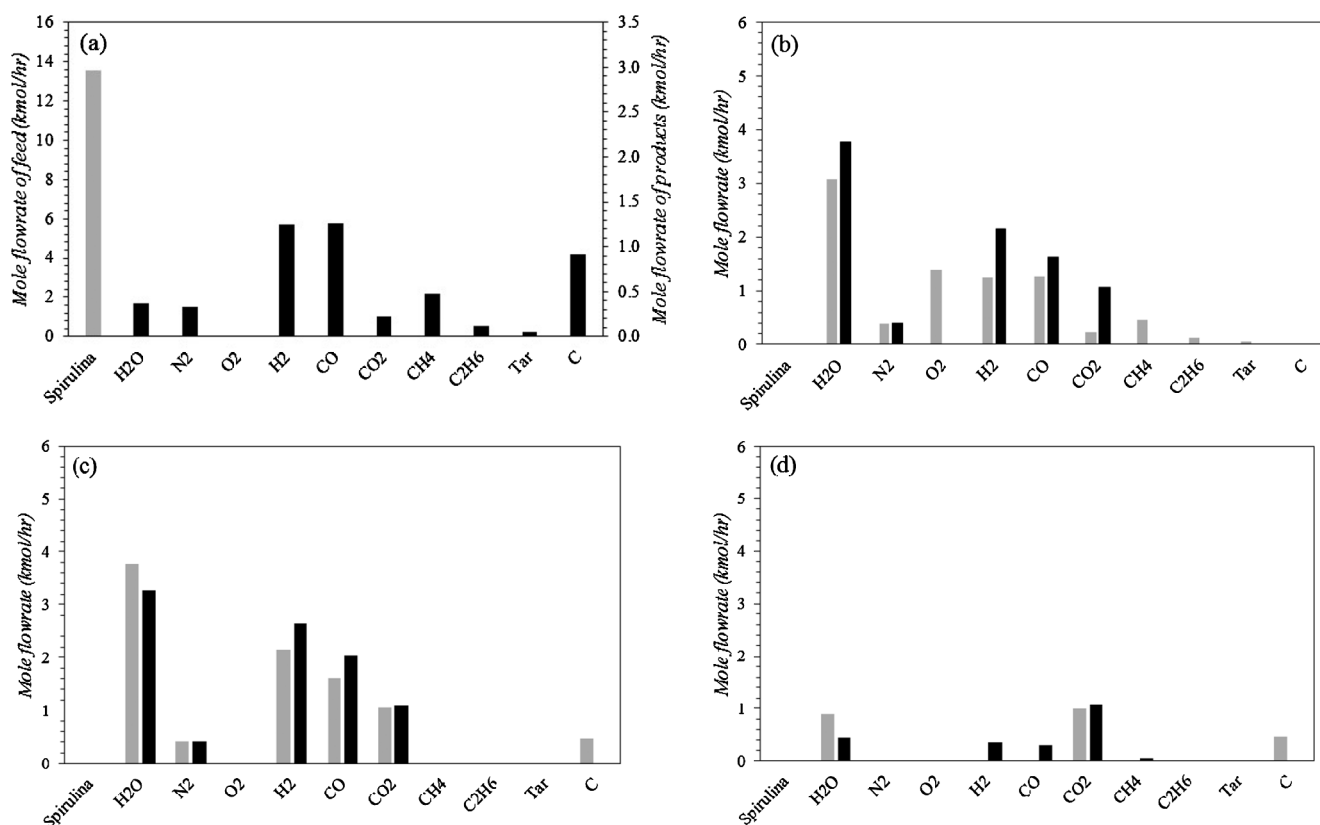 (a)
Mole flowrate of feed (kmol/hr)
16
14
12
10
8
6
4
2
0
3.5
3.0
2.5
2.0
1.5
1.0
0.5
0.0
Mole flowrate of products (kmol/hr)
Spirulina
H2O
N2
O2
H2
CO
CO2
CH4
C2H6
Tar
C
(b)
Mole flowrate (kmol/hr)
6
5
4
3
2
1
0
Spirulina
H2O
N2
O2
H2
CO
CO2
CH4
C2H6
Tar
C
(c)
Mole flowrate (kmol/hr)
6
5
4
3
2
1
0
Spirulina
H2O
N2
O2
H2
CO
CO2
CH4
C2H6
Tar
C
(d)
Mole flowrate (kmol/hr)
6
5
4
3
2
1
0
Spirulina
H2O
N2
O2
H2
CO
CO2
CH4
C2H6
Tar
C